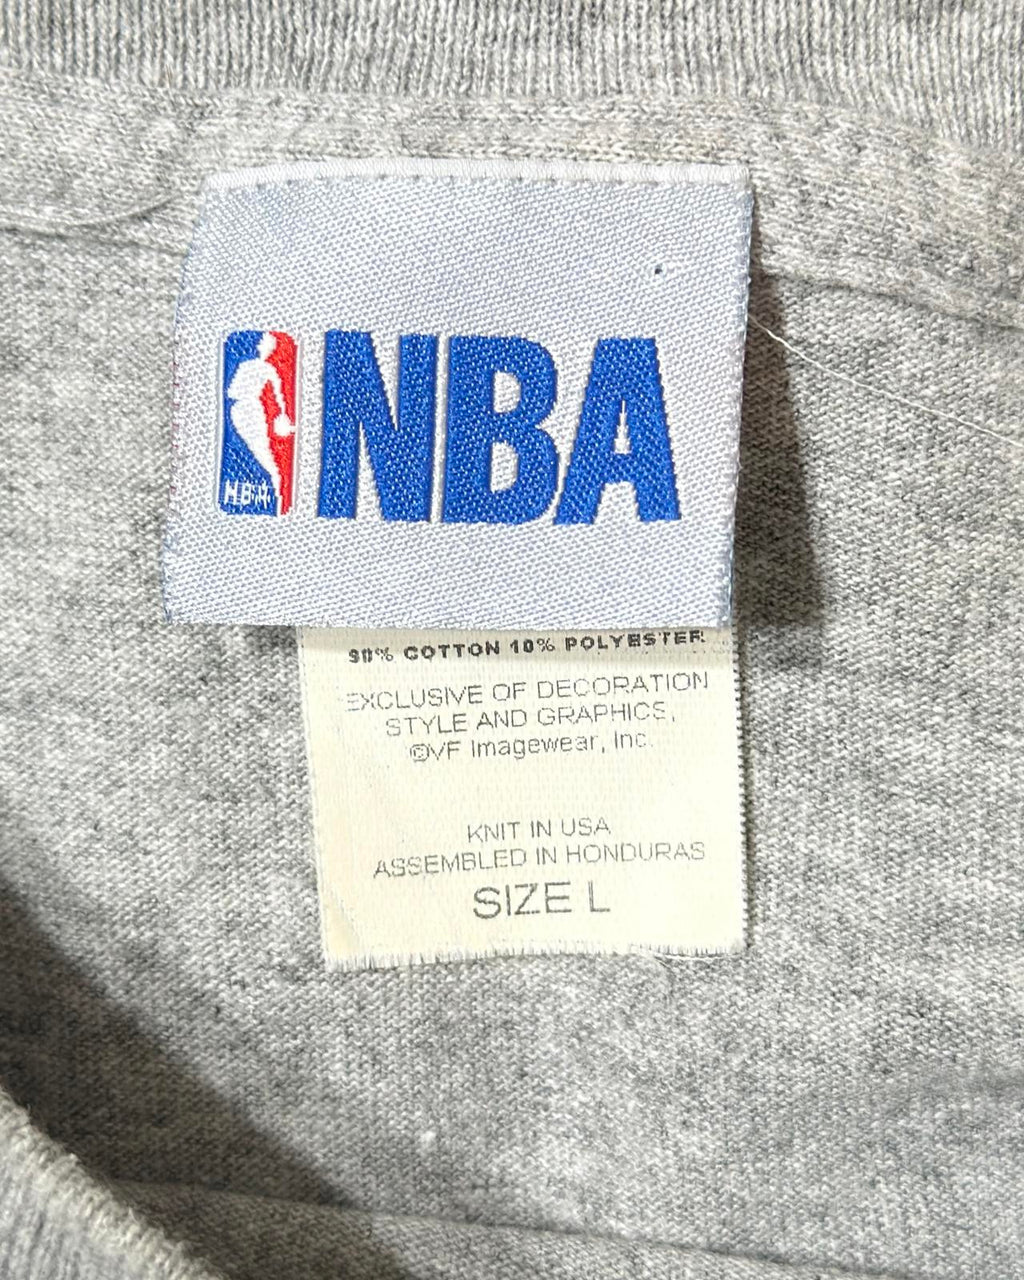 NBA
NBA
90% COTTON 10% POLYESTER
EXCLUSIVE OF DECORATION
STYLE AND GRAPHICS.
©VF Imagewear, Inc.
KNIT IN USA
ASSEMBLED IN HONDURAS
SIZE L